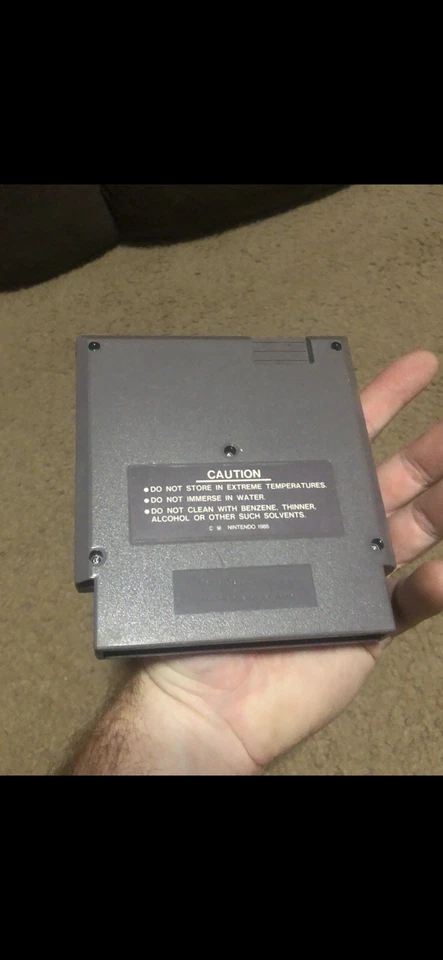 CAUTION
● DO NOT STORE IN EXTREME TEMPERATURES.
● DO NOT IMMERSE IN WATER.
● DO NOT CLEAN WITH BENZENE, THINNER,
ALCOHOL OR OTHER SUCH SOLVENTS.
NINTENDO 1985